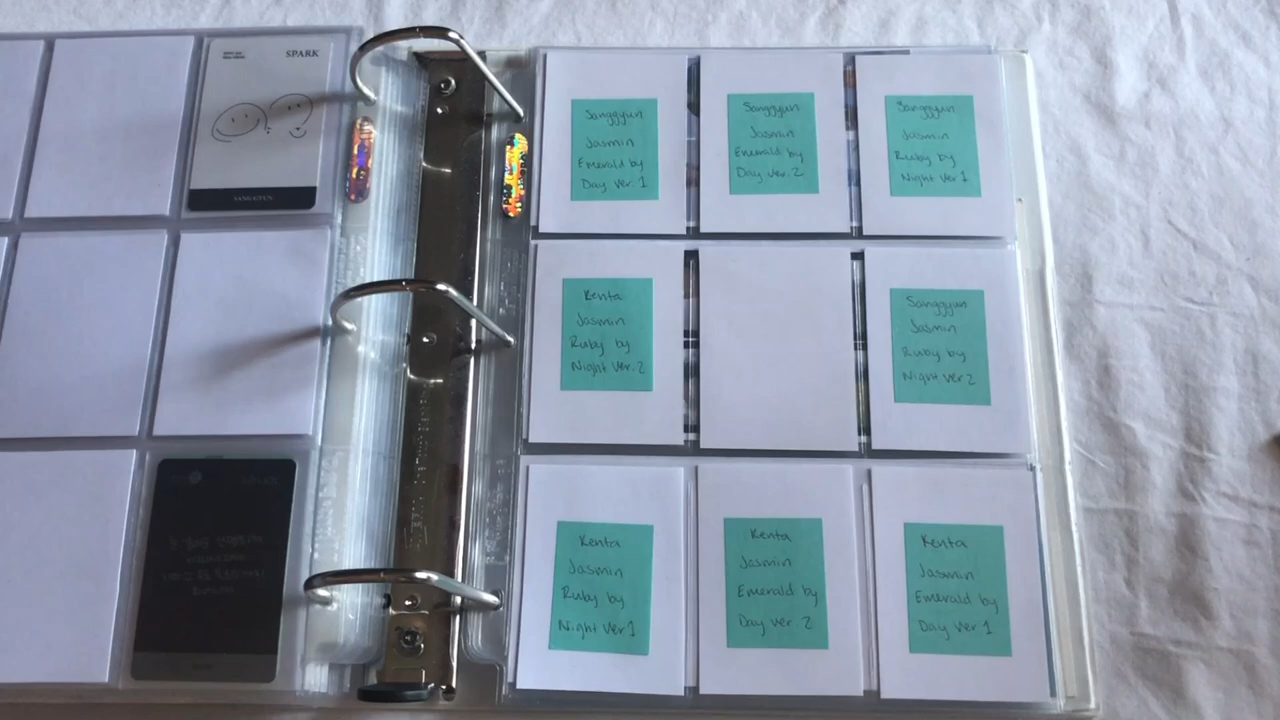 SPARK
SANGGYUN
Sanggyun
Jasmin
Emerald by
Day ver. 1
Sanggyun
Jasmin
Emerald by
Day ver. 2
Sanggyun
Jasmin
Ruby by
Night ver 1
Kenta
Jasmin
Ruby by
Night ver. 2
Sanggyun
Jasmin
Ruby by
Night ver 2
Kenta
Jasmin
Ruby by
Night ver 1
Kenta
Jasmin
Emerald by
Day ver. 2
Kenta
Jasmin
Emerald by
Day ver 1